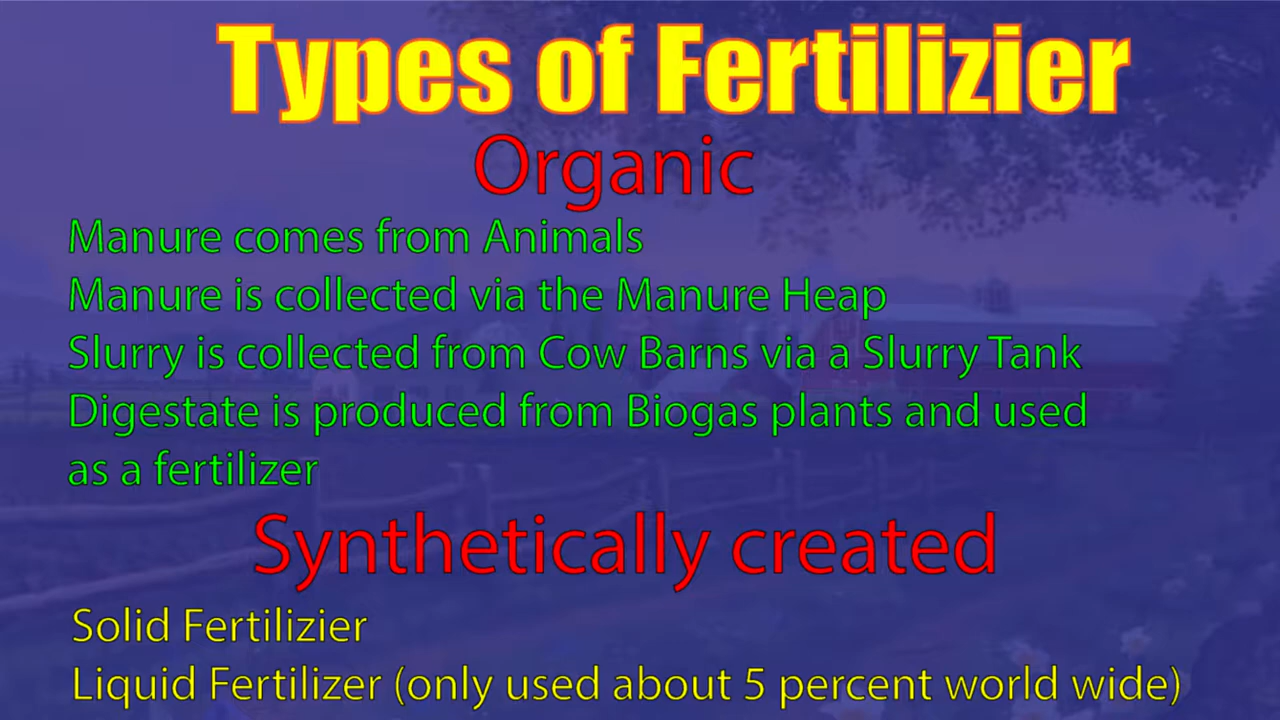 Types of Fertilizier
Organic
Manure comes from Animals
Manure is collected via the Manure Heap
Slurry is collected from Cow Barns via a Slurry Tank
Digestate is produced from Biogas plants and used
as a fertilizer
Synthetically created
Solid Fertilizier
Liquid Fertilizer (only used about 5 percent world wide)